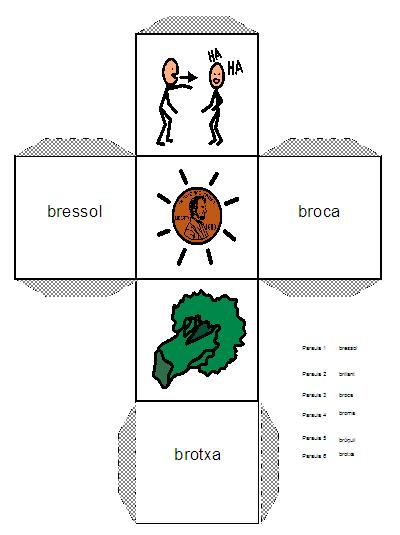 HA
HA
bressol
broca
brotxa
Paraula 1 bressol
Paraula 2 brillant
Paraula 3 broca
Paraula 4 broma
Paraula 5 bròquil
Paraula 6 brotxa